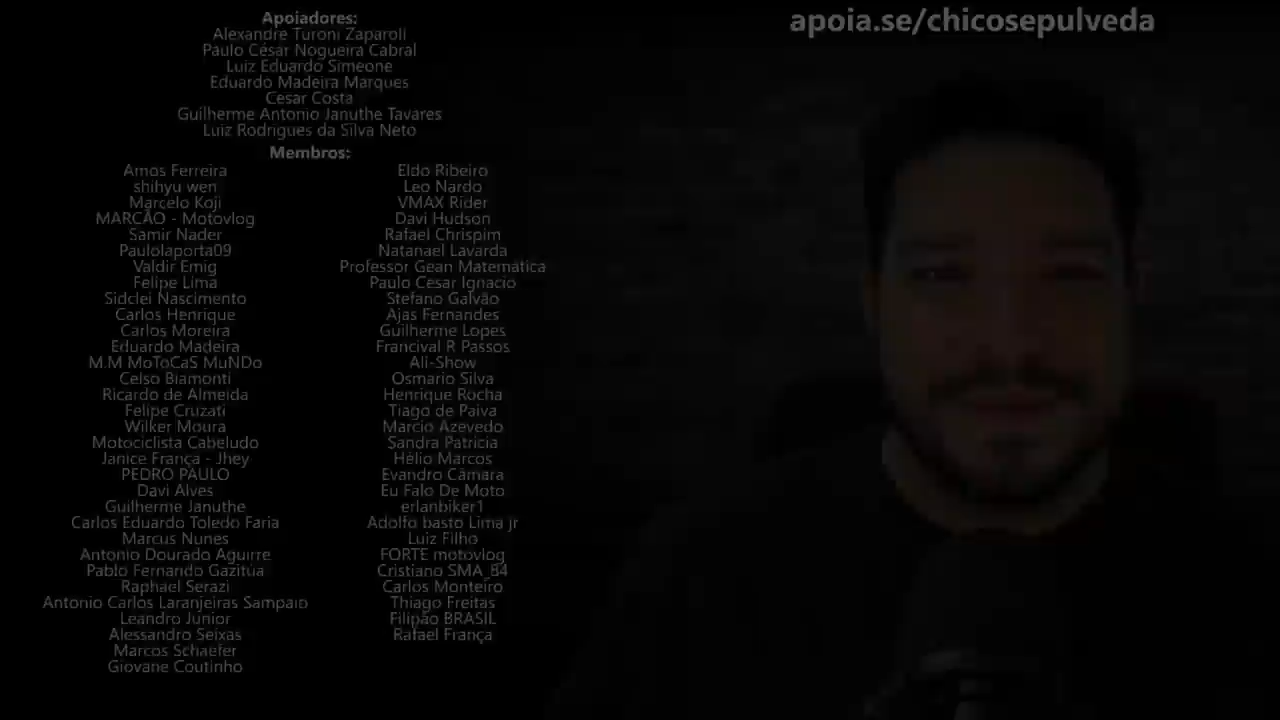 Apoiadores:
Alexandre Turoni Zaparoli
Paulo César Nogueira Cabral
Luiz Eduardo Simeone
Eduardo Madeira Marques
Cesar Costa
Guilherme Antonio Januthe Tavares
Luiz Rodrigues da Silva Neto
Membros:
Amos Ferreira
shihyu wen
Marcelo Koji
MARCÃO - Motovlog
Samir Nader
Paulolaporta09
Valdir Emig
Felipe Lima
Sidclei Nascimento
Carlos Henrique
Carlos Moreira
Eduardo Madeira
M.M MoToCaS MuNDo
Celso Biamonti
Ricardo de Almeida
Felipe Cruzati
Wilker Moura
Motociclista Cabeludo
Janice França - Jhey
PEDRO PAULO
Davi Alves
Guilherme Januthe
Carlos Eduardo Toledo Faria
Marcus Nunes
Antonio Dourado Aguirre
Pablo Fernando Gazitúa
Raphael Serazi
Antonio Carlos Laranjeiras Sampaio
Leandro Junior
Alessandro Seixas
Marcos Schaefer
Giovane Coutinho
Eldo Ribeiro
Leo Nardo
VMAX Rider
Davi Hudson
Rafael Chrispim
Natanael Lavarda
Professor Gean Matemática
Paulo Cesar Ignacio
Stefano Galvão
Ajas Fernandes
Guilherme Lopes
Francival R Passos
Ali-Show
Osmario Silva
Henrique Rocha
Tiago de Paiva
Marcio Azevedo
Sandra Patricia
Hélio Marcos
Evandro Câmara
Eu Falo De Moto
erlanbiker1
Adolfo basto Lima jr
Luiz Filho
FORTE motovlog
Cristiano SMA_84
Carlos Monteiro
Thiago Freitas
Filipão BRASIL
Rafael França
apoia.se/chicosepulveda